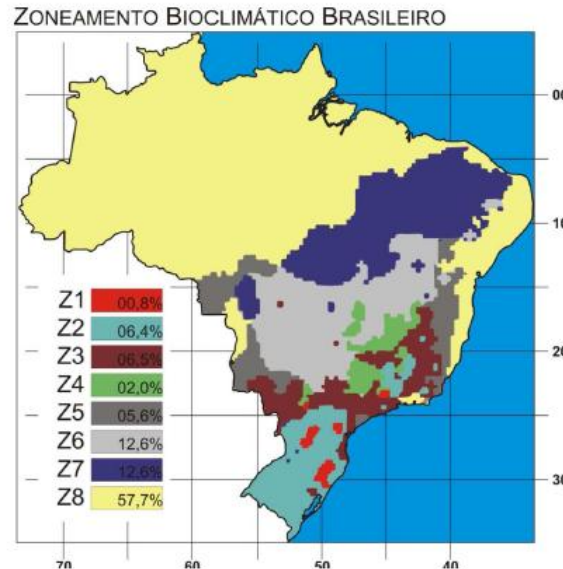 ZONEAMENTO BIOCLIMÁTICO BRASILEIRO
00
10
20
30
Z1 00,8%
Z2 06,4%
Z3 06,5%
Z4 02,0%
Z5 05,6%
Z6 12,6%
Z7 12,6%
Z8 57,7%
70 60 50 40